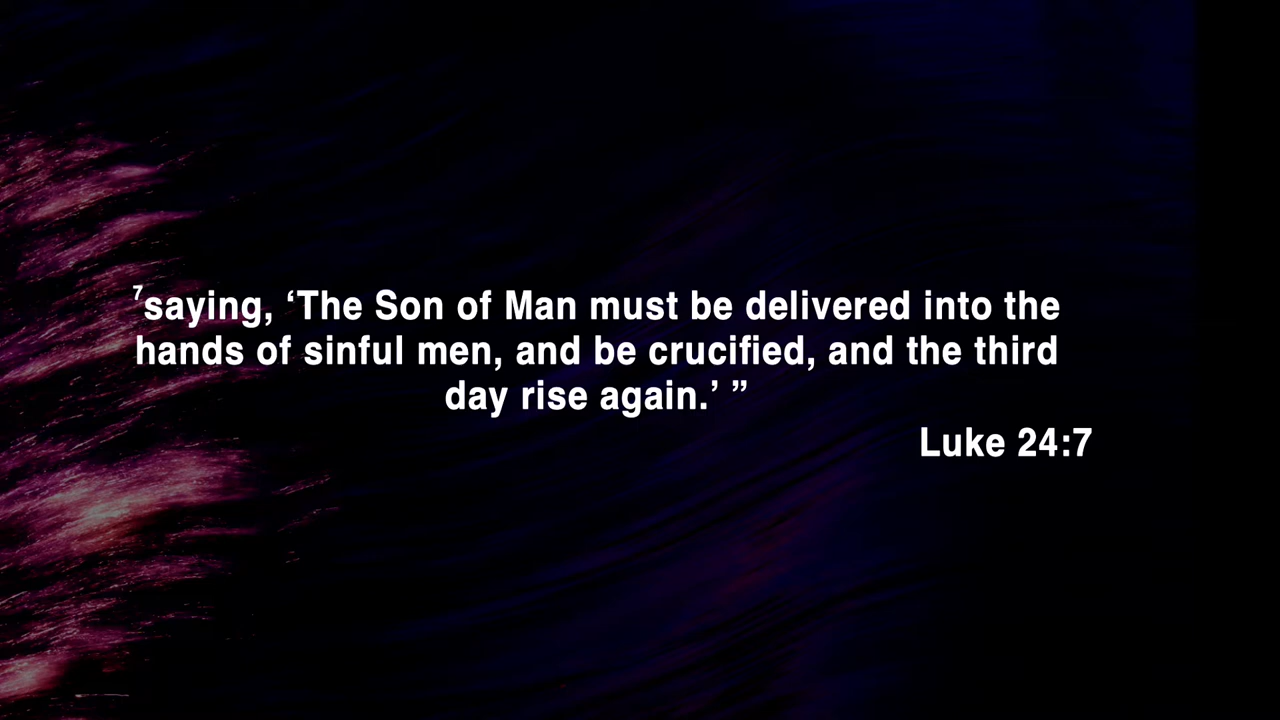 ⁷saying, ‘The Son of Man must be delivered into the
hands of sinful men, and be crucified, and the third
day rise again.’ ”
Luke 24:7